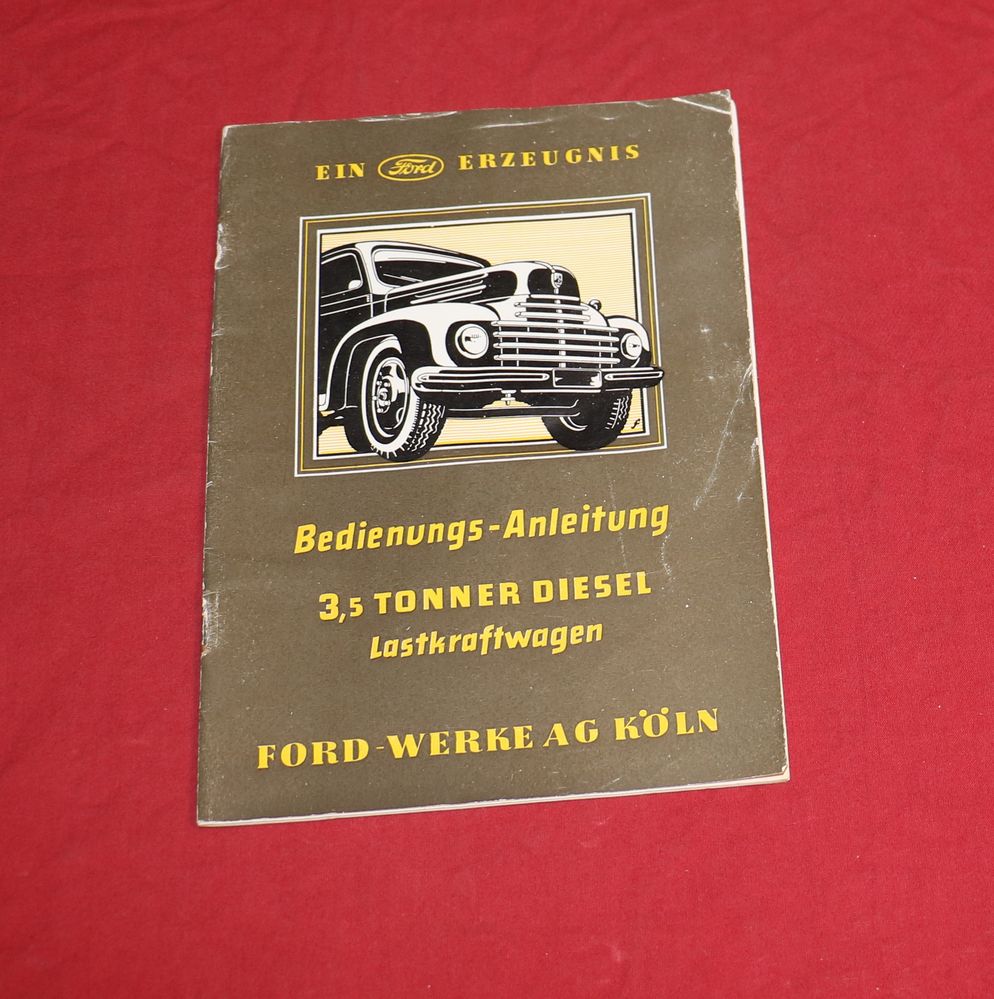 EIN Ford ERZEUGNIS
Bedienungs-Anleitung
3,5 TONNER DIESEL
Lastkraftwagen
FORD-WERKE AG KÖLN